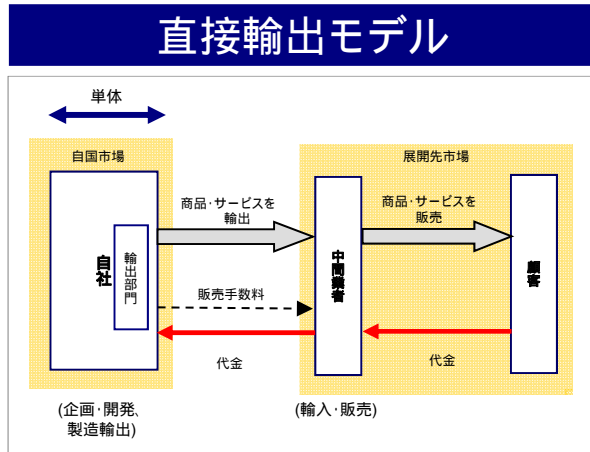 直接輸出モデル
単体
自国市場
展開先市場
商品・サービスを
輸出
商品・サービスを
販売
自社
輸出部門
中間業者
顧客
販売手数料
代金
代金
(企画・開発、
製造輸出)
(輸入・販売)